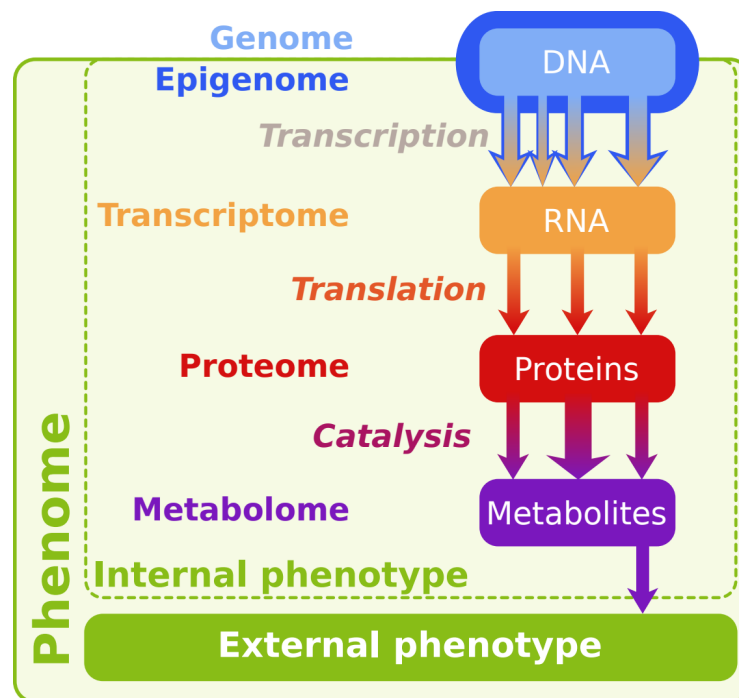 Genome
DNA
Epigenome
Transcription
Transcriptome
RNA
Translation
Proteome
Proteins
Catalysis
Metabolome
Metabolites
Internal phenotype
Phenome
External phenotype